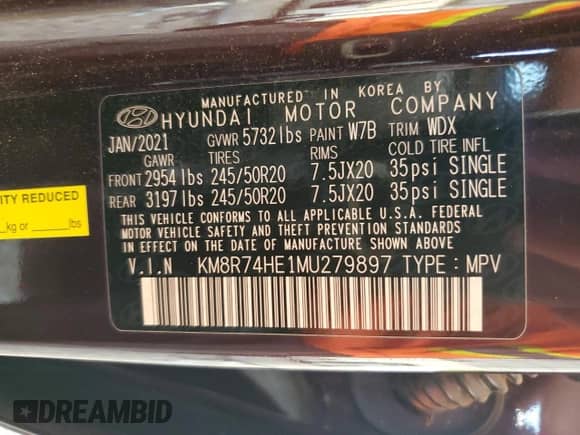 MANUFACTURED IN KOREA BY
HYUNDAI MOTOR COMPANY
JAN/2021 GVWR 5732lbs PAINT W7B TRIM WDX
GAWR TIRES RIMS COLD TIRE INFL
FRONT 2954lbs 245/50R20 7.5JX20 35psi SINGLE
REAR 3197lbs 245/50R20 7.5JX20 35psi SINGLE
THIS VEHICLE CONFORMS TO ALL APPLICABLE U.S.A. FEDERAL
MOTOR VEHICLE SAFETY AND THEFT PREVENTION STANDARDS
IN EFFECT ON THE DATE OF MANUFACTURE SHOWN ABOVE.
V.I.N KM8R74HE1MU279897 TYPE : MPV
ITY REDUCED
kg or ____lbs
DREAMBID